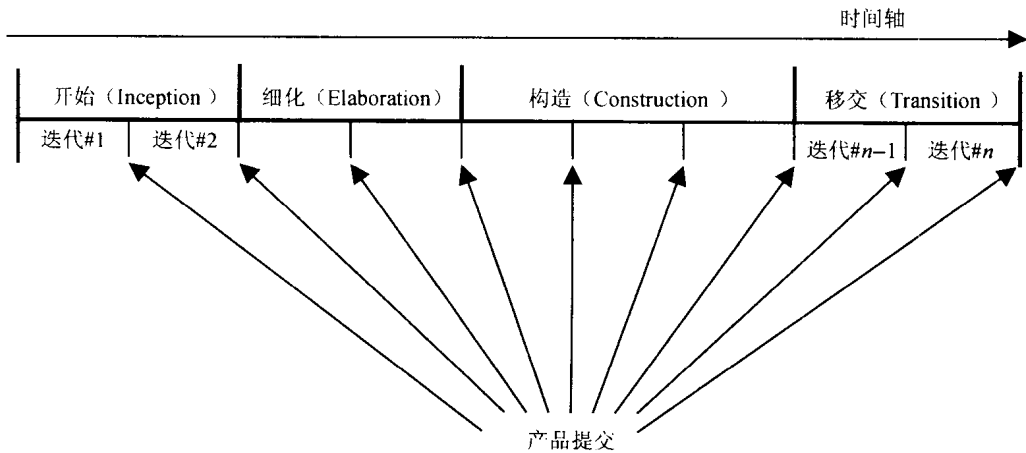 时间轴
开始（Inception） 细化（Elaboration） 构造（Construction） 移交（Transition）
迭代#1 迭代#2 迭代#n-1 迭代#n
产品提交